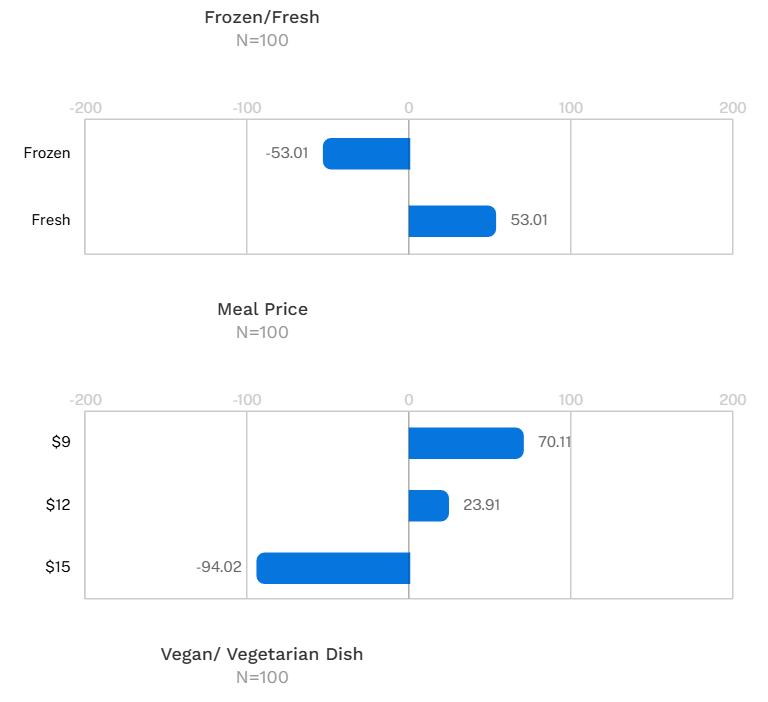 Frozen/Fresh
N=100
-200 -100 0 100 200
Frozen -53.01
Fresh 53.01
Meal Price
N=100
-200 -100 0 100 200
$9 70.11
$12 23.91
$15 -94.02
Vegan/ Vegetarian Dish
N=100